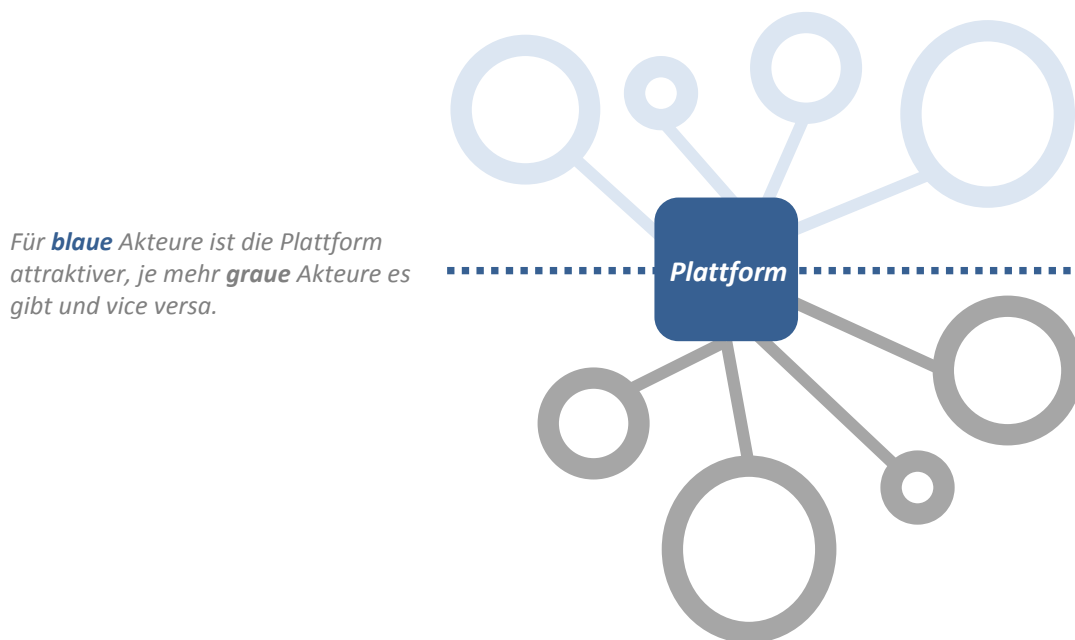 Für blaue Akteure ist die Plattform
attraktiver, je mehr graue Akteure es
gibt und vice versa.
Plattform